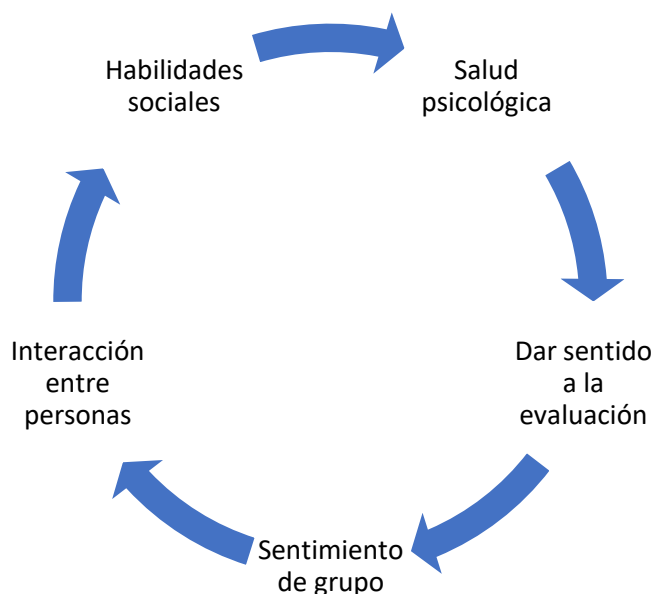 Habilidades
sociales
Salud
psicológica
Dar sentido
a la
evaluación
Sentimiento
de grupo
Interacción
entre
personas